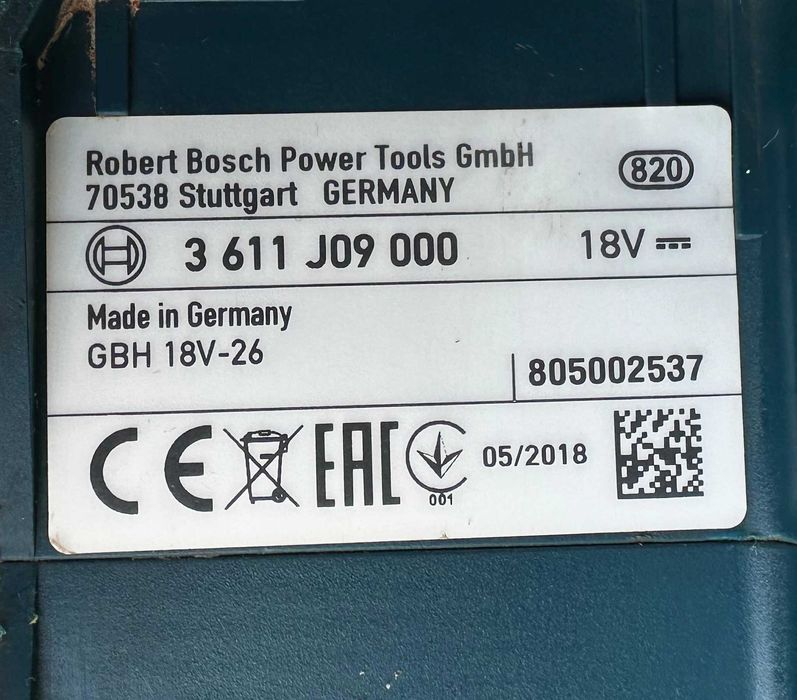 Robert Bosch Power Tools GmbH
70538 Stuttgart GERMANY
820
3 611 J09 000
18V
Made in Germany
GBH 18V-26
805002537
CE
EAC
001
05/2018